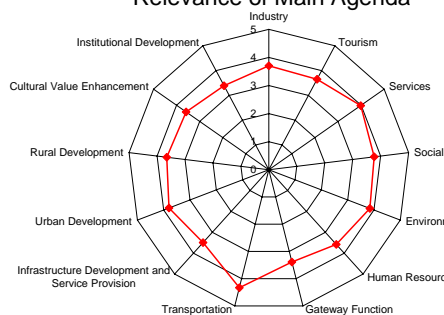 Relevance of Main Agenda
Industry
Institutional Development
Tourism
5
4
3
2
1
0
Cultural Value Enhancement
Services
Rural Development
Social
Urban Development
Infrastructure Development and
Service Provision
Transportation
Gateway Function
Human